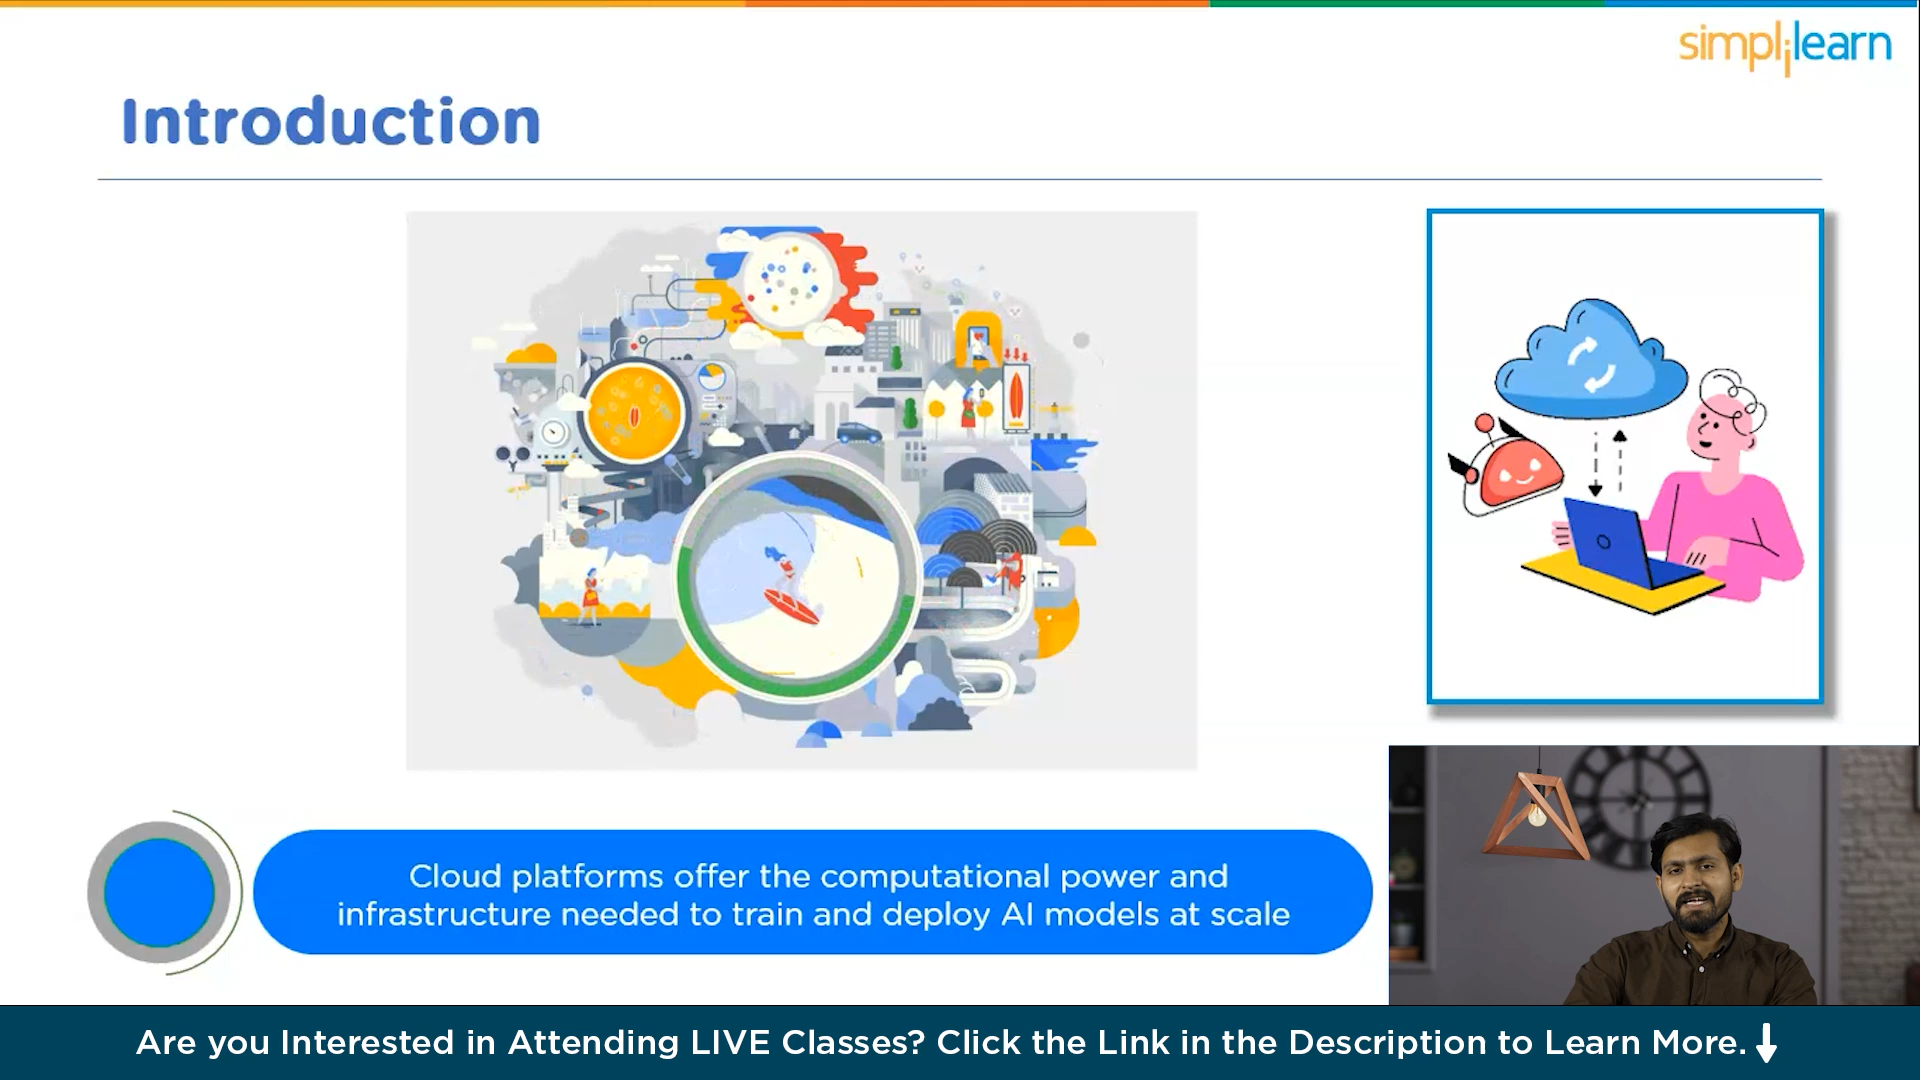 simplilearn
Introduction
Cloud platforms offer the computational power and
infrastructure needed to train and deploy AI models at scale
Are you Interested in Attending LIVE Classes? Click the Link in the Description to Learn More.